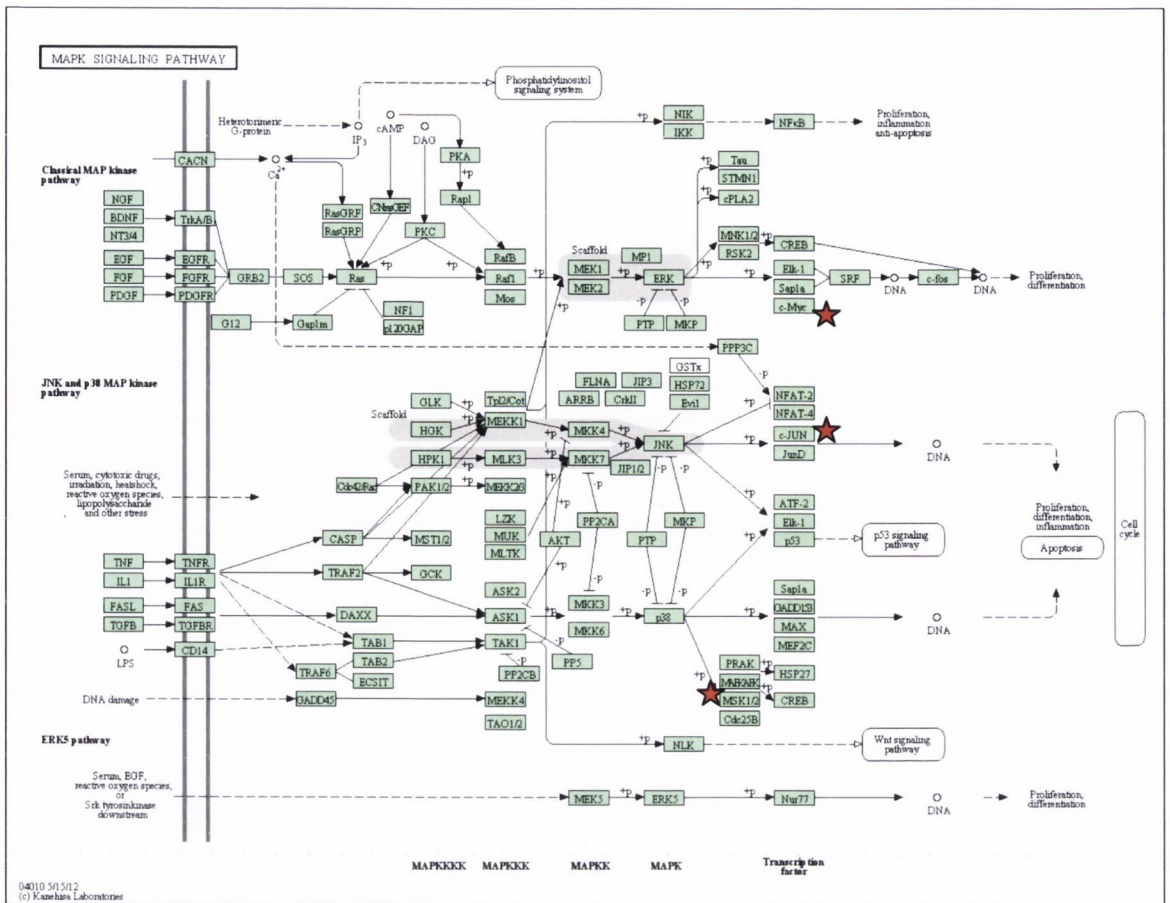 MAPK SIGNALING PATHWAY
Phosphatidylinositol
signaling system
Heterotorimeric
G-protein
IP3
cAMP
DAG
+p
NIK
IKK
NFκB
Proliferation,
inflammation
anti-apoptosis
Classical MAP kinase
pathway
CACN
Ca2+
PKA
+p
Rap1
+p
Tau
STMN1
cPLA2
+p
NGF
BDNF
NT3/4
TrkA/B
RasGRF
RasGRP
CNrasGEF
PKC
EGF
EGFR
FGF
FGFR
PDGF
PDGFR
GRB2
SOS
Ras
+p
+p
+p
RafB
Raf1
Mos
+p
Scaffold
MEK1
MEK2
+p
MP1
ERK
+p
+p
MNK1/2
RSK2
+p
CREB
Elk-1
Sap1a
c-Myc
SRF
DNA
c-fos
DNA
Proliferation,
differentiation
G12
Gap1m
NF1
p120GAP
+p
-p
-p
PTP
MKP
PPP3C
-p
JNK and p38 MAP kinase
pathway
Scaffold
GLK
HGK
HPK1
+p
+p
+p
Tpl2/Cot
MEKK1
MLK3
+p
+p
FLNA
JIP3
ARRB
CrkII
GSTπ
HSP72
Evi1
MKK4
MKK7
+p
+p
JIP1/2
JNK
+p
NFAT-2
NFAT-4
c-JUN
JunD
DNA
Serum, cytotoxic drugs,
irradiation, heatshock,
reactive oxygen species,
lipopolysaccharide
and other stress
Cdc42/Rac
PAK1/2
+p
MEKK2/3
+p
-p
-p
-p
LZK
MUK
MLTK
AKT
PP2CA
PTP
MKP
ATF-2
Elk-1
p53
p53 signaling
pathway
Proliferation,
differentiation,
inflammation
Apoptosis
Cell
cycle
CASP
MST1/2
TNF
TNFR
IL1
IL1R
FASL
FAS
TGFB
TGFBR
LPS
CD14
TRAF2
GCK
DAXX
ASK2
ASK1
TAK1
+p
+p
-p
-p
-p
MKK3
MKK6
+p
p38
+p
+p
Sap1a
GADD153
MAX
MEF2C
DNA
TAB1
TAB2
ECSIT
TRAF6
-p
PP2CB
PP5
+p
PRAK
MAPKAPK
MSK1/2
Cdc25B
+p
+p
HSP27
CREB
DNA damage
GADD45
MEKK4
TAO1/2
ERK5 pathway
+p
NLK
Wnt signaling
pathway
Serum, EGF,
reactive oxygen species,
or
Srk tyrosinkinase
downstream
MEK5
+p
ERK5
+p
Nur77
DNA
Proliferation,
differentiation
MAPKKKK
MAPKKK
MAPKK
MAPK
Transcription
factor
04010 5/15/12
(c) Kanehisa Laboratories